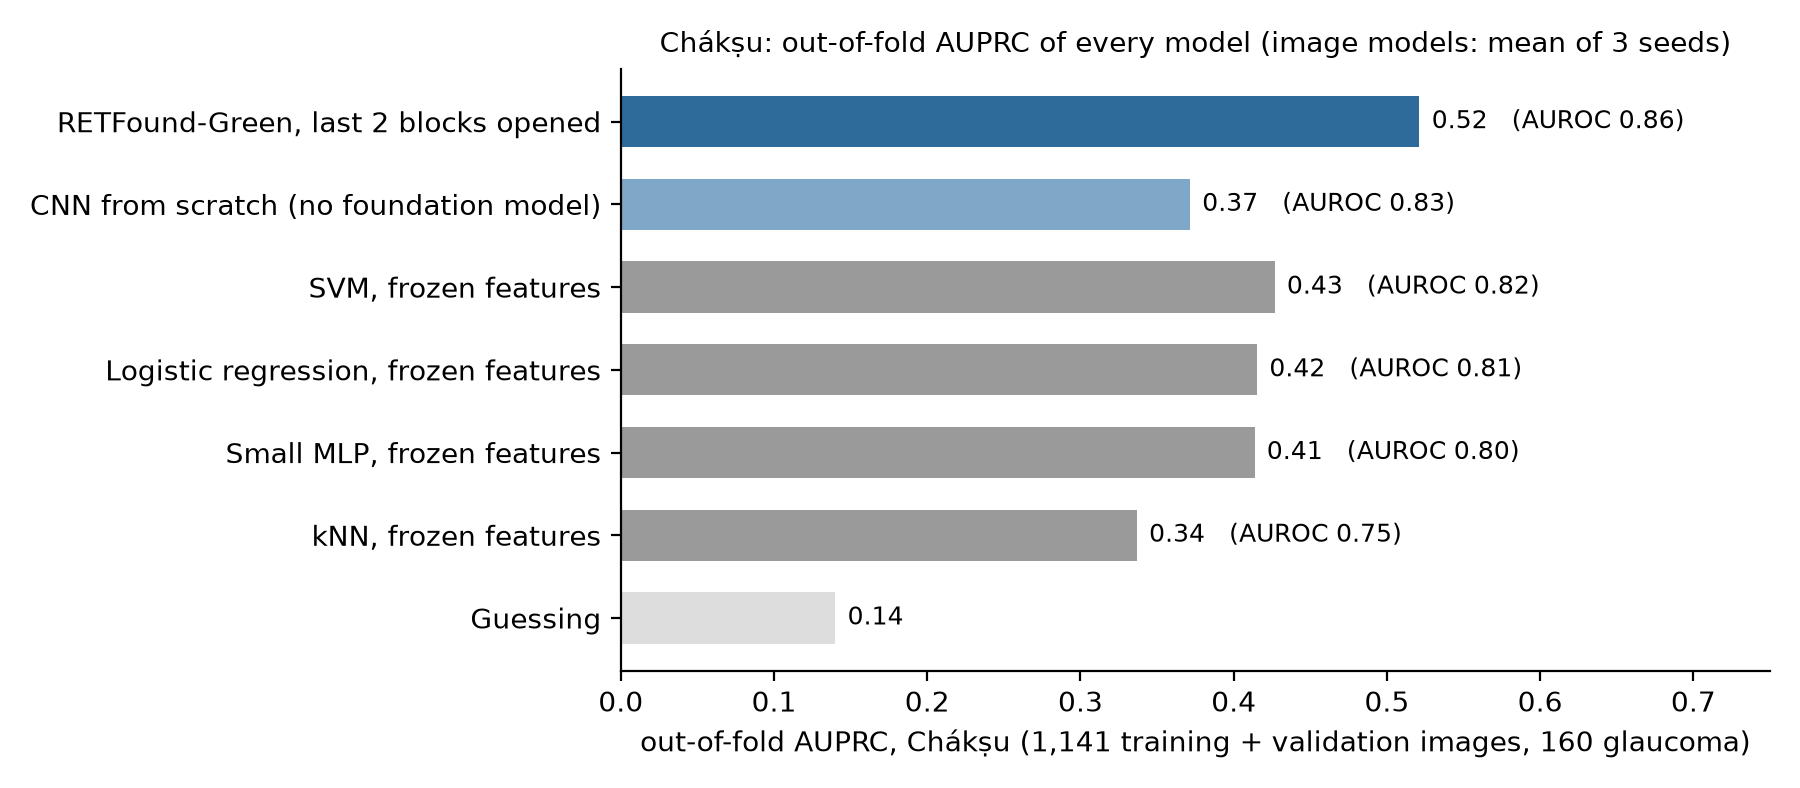 Chákṣu: out-of-fold AUPRC of every model (image models: mean of 3 seeds)
RETFound-Green, last 2 blocks opened 0.52 (AUROC 0.86)
CNN from scratch (no foundation model) 0.37 (AUROC 0.83)
SVM, frozen features 0.43 (AUROC 0.82)
Logistic regression, frozen features 0.42 (AUROC 0.81)
Small MLP, frozen features 0.41 (AUROC 0.80)
kNN, frozen features 0.34 (AUROC 0.75)
Guessing 0.14
0.0 0.1 0.2 0.3 0.4 0.5 0.6 0.7
out-of-fold AUPRC, Chákṣu (1,141 training + validation images, 160 glaucoma)